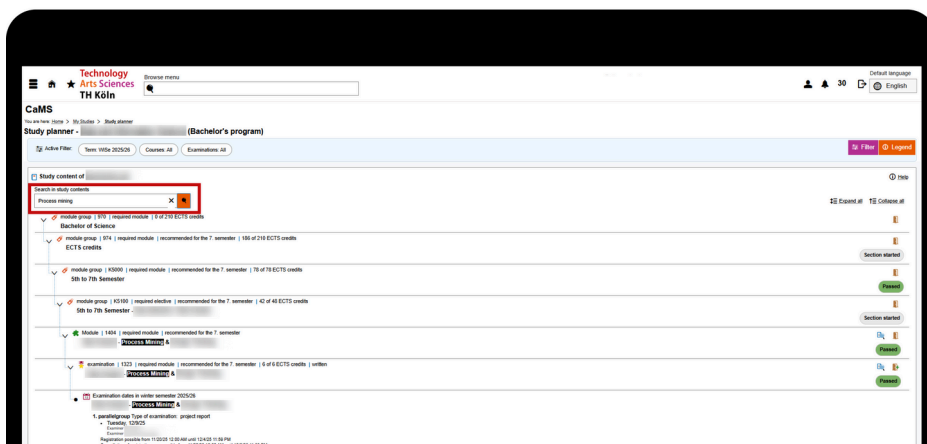 Technology
Arts Sciences
TH Köln
Browse menu
30
Default language
English
CaMS
You are here: Home > My Studies > Study planner
Study planner - (Bachelor's program)
Active Filter: Term: WiSe 2025/26 Courses: All Examinations: All
Filter Legend
Study content of
Help
Search in study contents
Process mining
Expand all Collapse all
module group | 970 | required module | 0 of 210 ECTS credits
Bachelor of Science
module group | 974 | required module | recommended for the 7. semester | 186 of 210 ECTS credits
ECTS credits
Section started
module group | K5000 | required module | recommended for the 7. semester | 78 of 78 ECTS credits
5th to 7th Semester
Passed
module group | K5100 | required elective | recommended for the 7. semester | 42 of 48 ECTS credits
5th to 7th Semester -
Section started
Module | 1404 | required module | recommended for the 7. semester
- Process Mining &
Passed
examination | 1323 | required module | recommended for the 7. semester | 6 of 6 ECTS credits | written
- Process Mining &
Passed
Examination dates in winter semester 2025/26
- Process Mining &
1. parallelgroup Type of examination: project report
Tuesday, 12/9/25
Examiner
Examiner
Registration possible from 11/20/25 12:00 AM until 12/4/25 11:59 PM